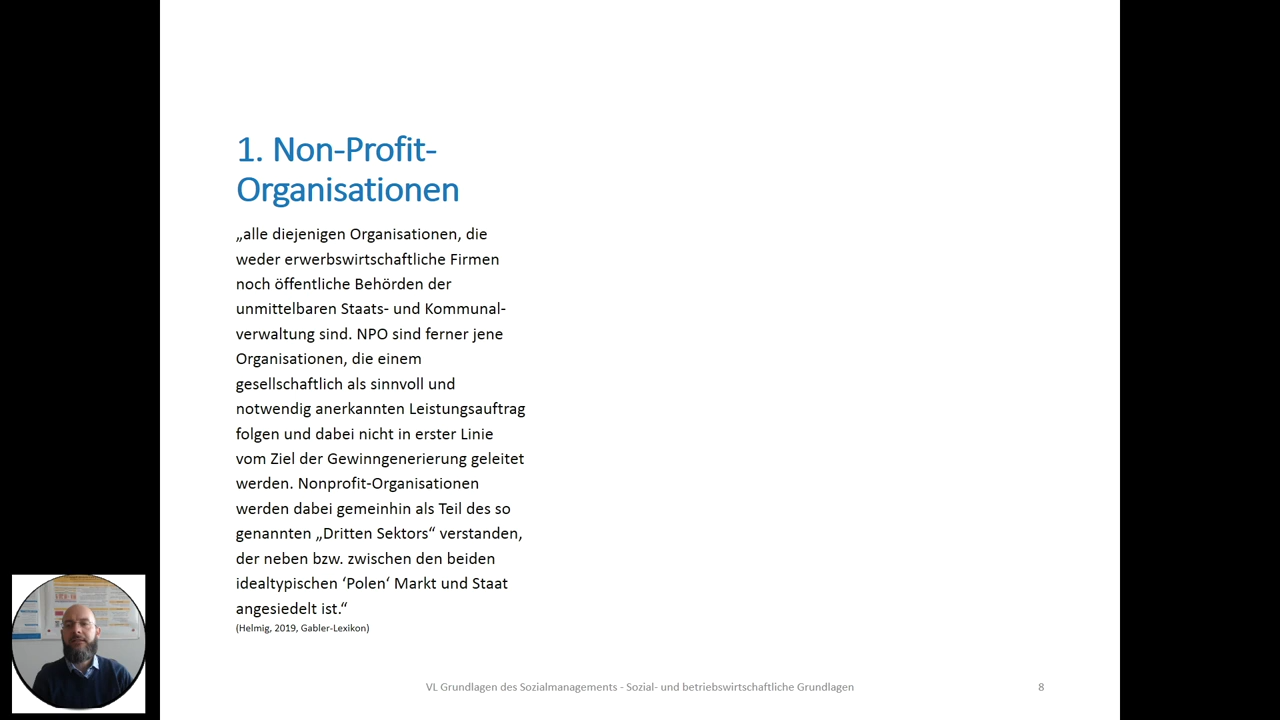 1. Non-Profit-
Organisationen
„alle diejenigen Organisationen, die
weder erwerbswirtschaftliche Firmen
noch öffentliche Behörden der
unmittelbaren Staats- und Kommunal-
verwaltung sind. NPO sind ferner jene
Organisationen, die einem
gesellschaftlich als sinnvoll und
notwendig anerkannten Leistungsauftrag
folgen und dabei nicht in erster Linie
vom Ziel der Gewinngenerierung geleitet
werden. Nonprofit-Organisationen
werden dabei gemeinhin als Teil des so
genannten „Dritten Sektors“ verstanden,
der neben bzw. zwischen den beiden
idealtypischen ‘Polen‘ Markt und Staat
angesiedelt ist.“
(Helmig, 2019, Gabler-Lexikon)
VL Grundlagen des Sozialmanagements - Sozial- und betriebswirtschaftliche Grundlagen
8